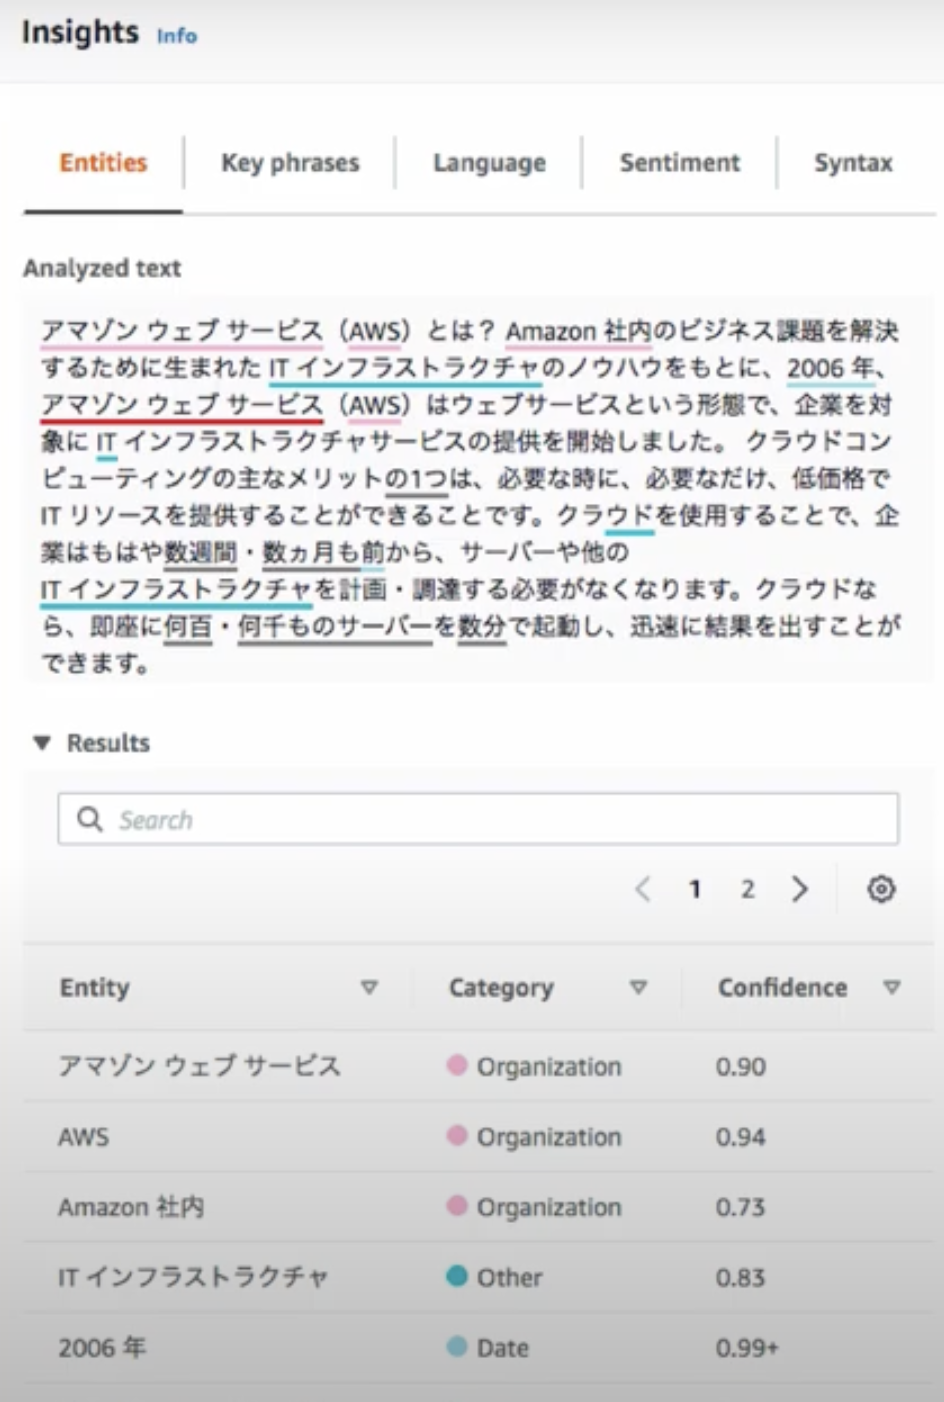 Insights Info
Entities Key phrases Language Sentiment Syntax
Analyzed text
アマゾン ウェブ サービス（AWS）とは？ Amazon 社内のビジネス課題を解決
するために生まれた IT インフラストラクチャのノウハウをもとに、2006 年、
アマゾン ウェブ サービス（AWS）はウェブサービスという形態で、企業を対
象に IT インフラストラクチャサービスの提供を開始しました。 クラウドコン
ピューティングの主なメリットの1つは、必要な時に、必要なだけ、低価格で
IT リソースを提供することができることです。クラウドを使用することで、企
業はもはや数週間・数ヵ月も前から、サーバーや他の
IT インフラストラクチャを計画・調達する必要がなくなります。クラウドな
ら、即座に何百・何千ものサーバーを数分で起動し、迅速に結果を出すことが
できます。
▼ Results
Search
1 2
Entity Category Confidence
アマゾン ウェブ サービス Organization 0.90
AWS Organization 0.94
Amazon 社内 Organization 0.73
IT インフラストラクチャ Other 0.83
2006 年 Date 0.99+